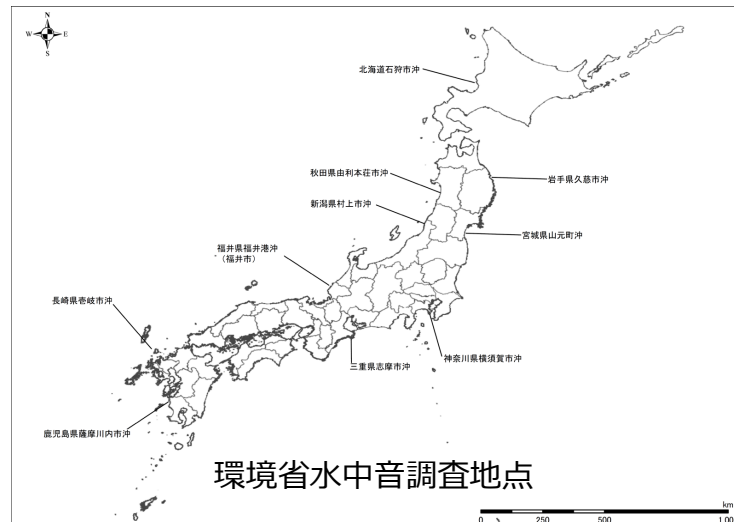 N
W
E
S
北海道石狩市沖
秋田県由利本荘市沖
岩手県久慈市沖
新潟県村上市沖
宮城県山元町沖
福井県福井港沖
（福井市）
長崎県壱岐市沖
神奈川県横須賀市沖
三重県志摩市沖
鹿児島県薩摩川内市沖
環境省水中音調査地点
km
0 250 500 1,00